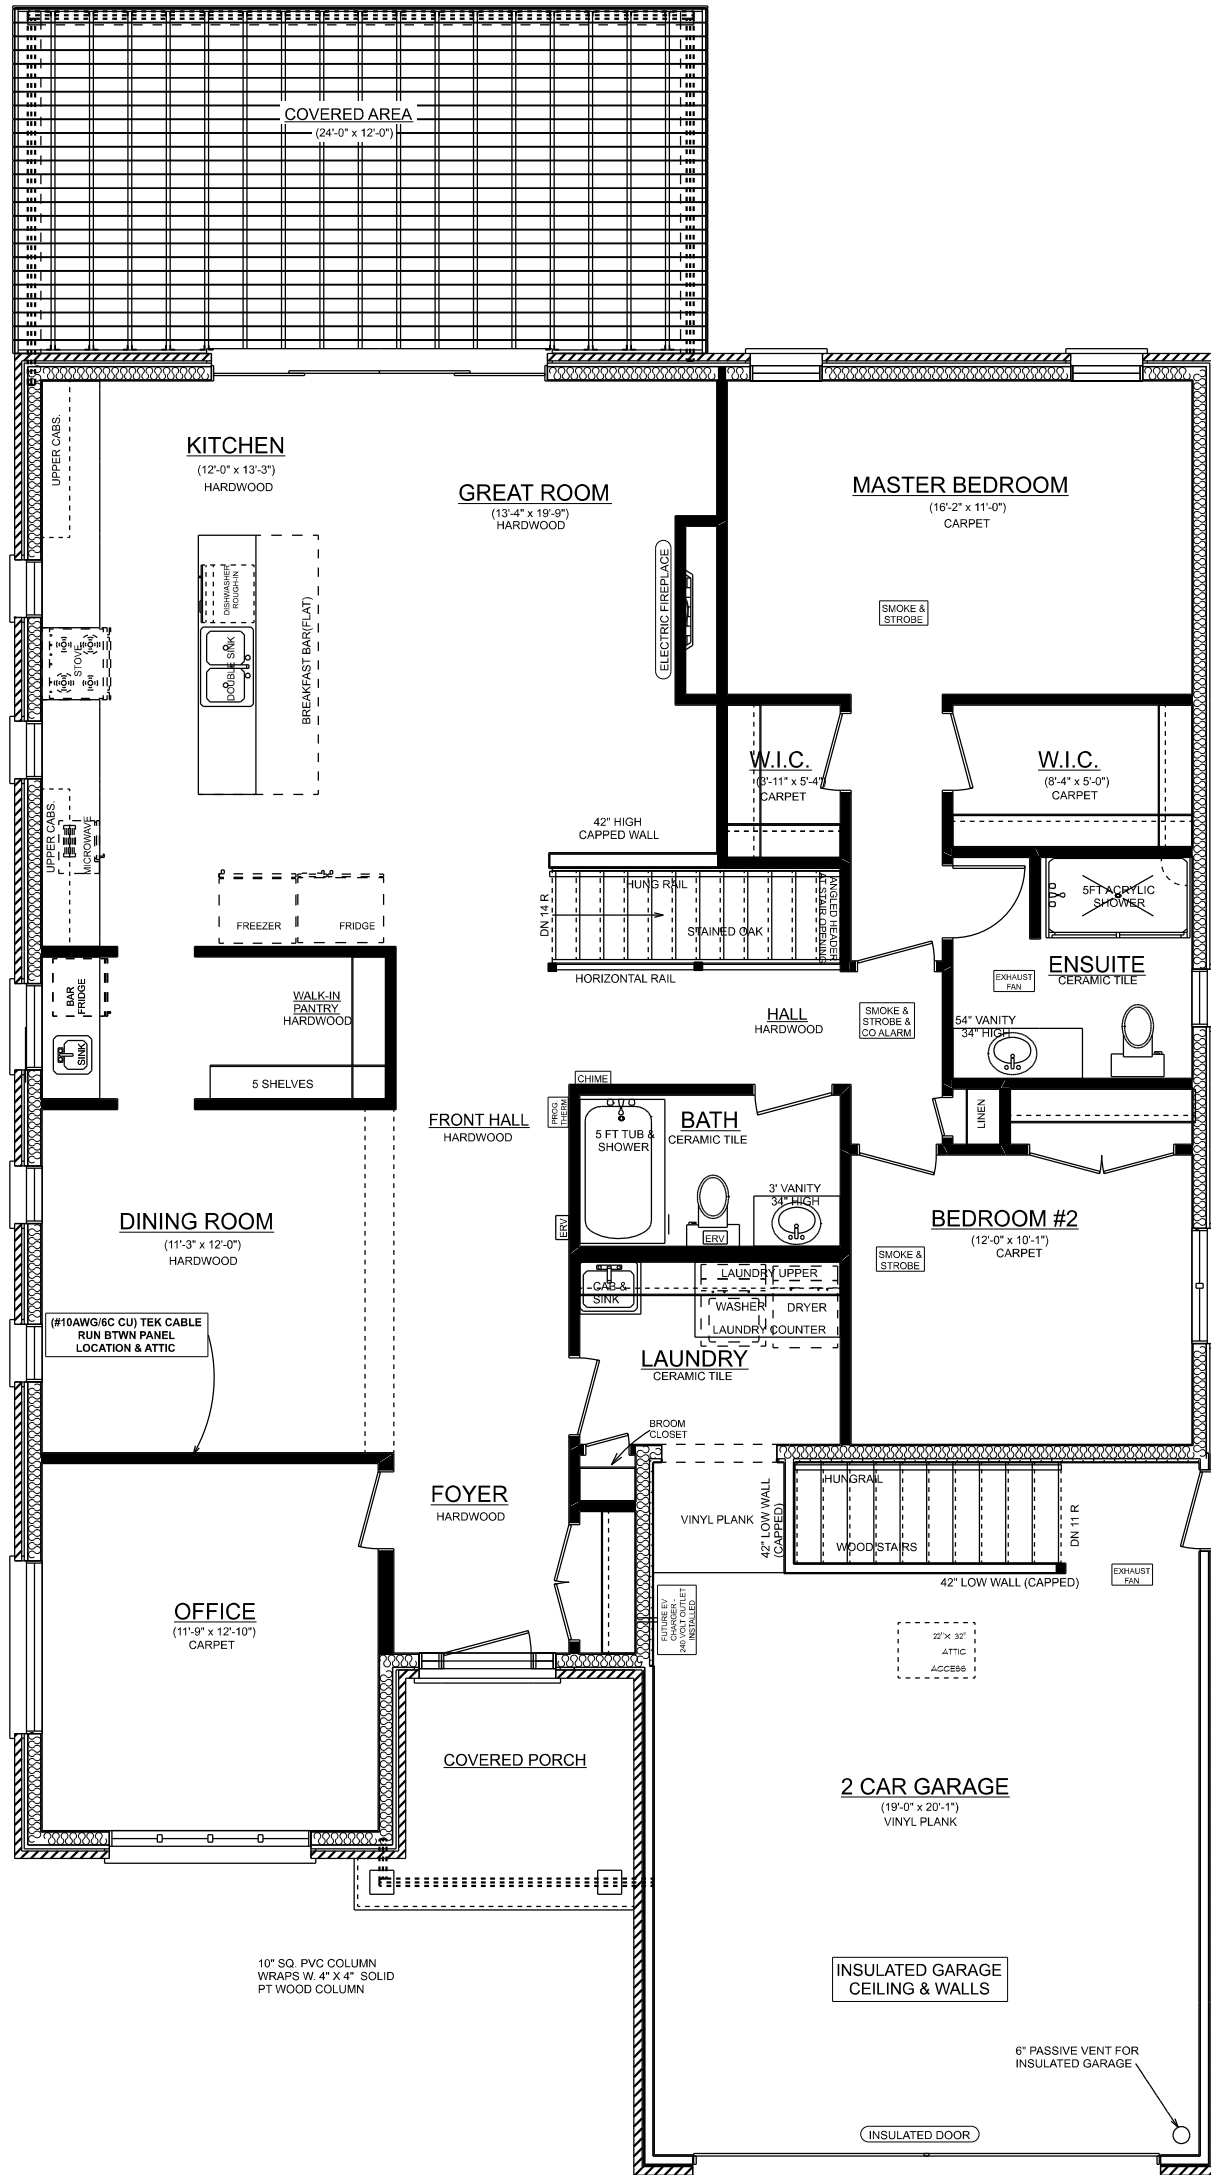 COVERED AREA
(24'-0" x 12'-0")
UPPER CABS.
KITCHEN
(12'-0" x 13'-3")
HARDWOOD
GREAT ROOM
(13'-4" x 19'-9")
HARDWOOD
MASTER BEDROOM
(16'-2" x 11'-0")
CARPET
DISHWASHER
ROUGH-IN
ELECTRIC FIREPLACE
SMOKE &
STROBE
STOVE
DOUBLE SINK
BREAKFAST BAR(FLAT)
W.I.C.
(3'-11" x 5'-4")
CARPET
W.I.C.
(8'-4" x 5'-0")
CARPET
UPPER CABS.
MICROWAVE
42" HIGH
CAPPED WALL
FREEZER
FRIDGE
DN 14 R
HUNG RAIL
STAINED OAK
ANGLED HEADER
AT STAIR OPENING
HORIZONTAL RAIL
5FT ACRYLIC
SHOWER
ENSUITE
CERAMIC TILE
EXHAUST
FAN
BAR
FRIDGE
WALK-IN
PANTRY
HARDWOOD
HALL
HARDWOOD
SMOKE &
STROBE &
CO ALARM
54" VANITY
34" HIGH
SINK
5 SHELVES
CHIME
PROG.
THERM
FRONT HALL
HARDWOOD
5 FT TUB &
SHOWER
BATH
CERAMIC TILE
LINEN
3' VANITY
34" HIGH
DINING ROOM
(11'-3" x 12'-0")
HARDWOOD
ERV
ERV
BEDROOM #2
(12'-0" x 10'-1")
CARPET
SMOKE &
STROBE
CAB &
SINK
LAUNDRY UPPER
WASHER
DRYER
LAUNDRY COUNTER
(#10AWG/6C CU) TEK CABLE
RUN BTWN PANEL
LOCATION & ATTIC
LAUNDRY
CERAMIC TILE
BROOM
CLOSET
FOYER
HARDWOOD
VINYL PLANK
42" LOW WALL
(CAPPED)
HUNGRAIL
WOOD STAIRS
DN 11 R
42" LOW WALL (CAPPED)
EXHAUST
FAN
OFFICE
(11'-9" x 12'-10")
CARPET
FUTURE EV
CHARGER -
240 VOLT OUTLET
INSTALLED
22"X 32"
ATTIC
ACCESS
COVERED PORCH
2 CAR GARAGE
(19'-0" x 20'-1")
VINYL PLANK
10" SQ. PVC COLUMN
WRAPS W. 4" X 4" SOLID
PT WOOD COLUMN
INSULATED GARAGE
CEILING & WALLS
6" PASSIVE VENT FOR
INSULATED GARAGE
INSULATED DOOR